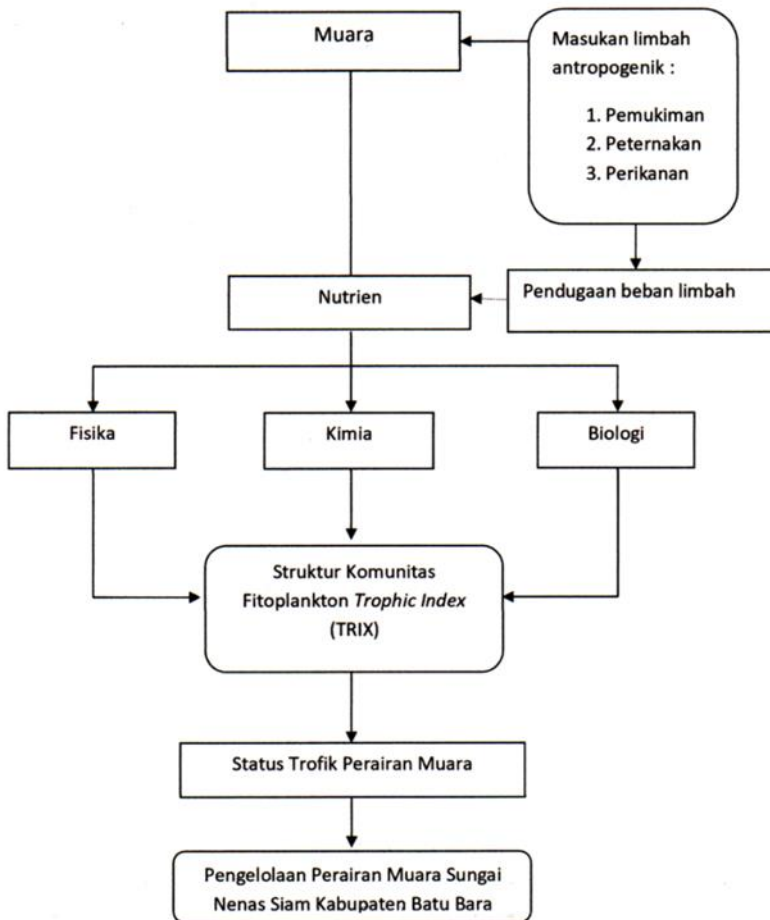 Muara
Masukan limbah
antropogenik :
1. Pemukiman
2. Peternakan
3. Perikanan
Nutrien
Pendugaan beban limbah
Fisika
Kimia
Biologi
Struktur Komunitas
Fitoplankton Trophic Index
(TRIX)
Status Trofik Perairan Muara
Pengelolaan Perairan Muara Sungai
Nenas Siam Kabupaten Batu Bara